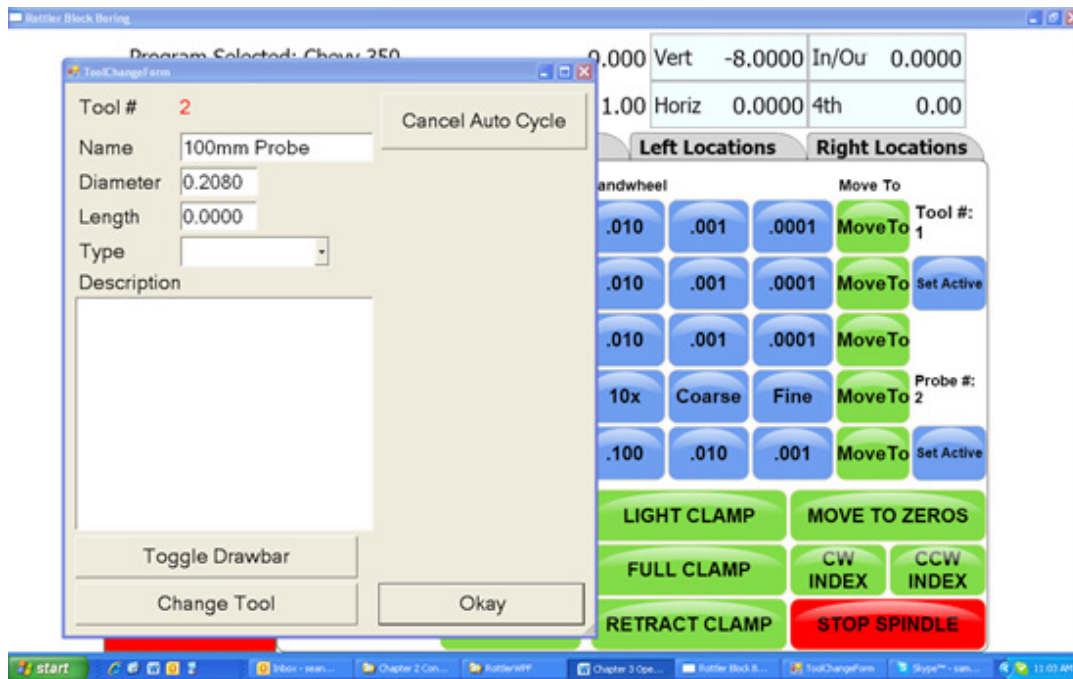 Rottler Block Boring
Program Selected: Chevy 350
0.000 Vert -8.0000 In/Ou 0.0000
1.00 Horiz 0.0000 4th 0.00
ToolChangeForm
Tool # 2
Cancel Auto Cycle
Name 100mm Probe
Diameter 0.2080
Length 0.0000
Type
Description
Toggle Drawbar
Change Tool
Okay
Left Locations Right Locations
andwheel Move To
.010 .001 .0001 MoveTo Tool #: 1
.010 .001 .0001 MoveTo Set Active
.010 .001 .0001 MoveTo
10x Coarse Fine MoveTo Probe #: 2
.100 .010 .001 MoveTo Set Active
LIGHT CLAMP MOVE TO ZEROS
FULL CLAMP CW INDEX CCW INDEX
RETRACT CLAMP STOP SPINDLE
start Inbox - sean... Chapter 2 Con... RottlerWPF Chapter 3 Ope... Rottler Block B... ToolChangeForm Skype™ - sam... 11:03 AM